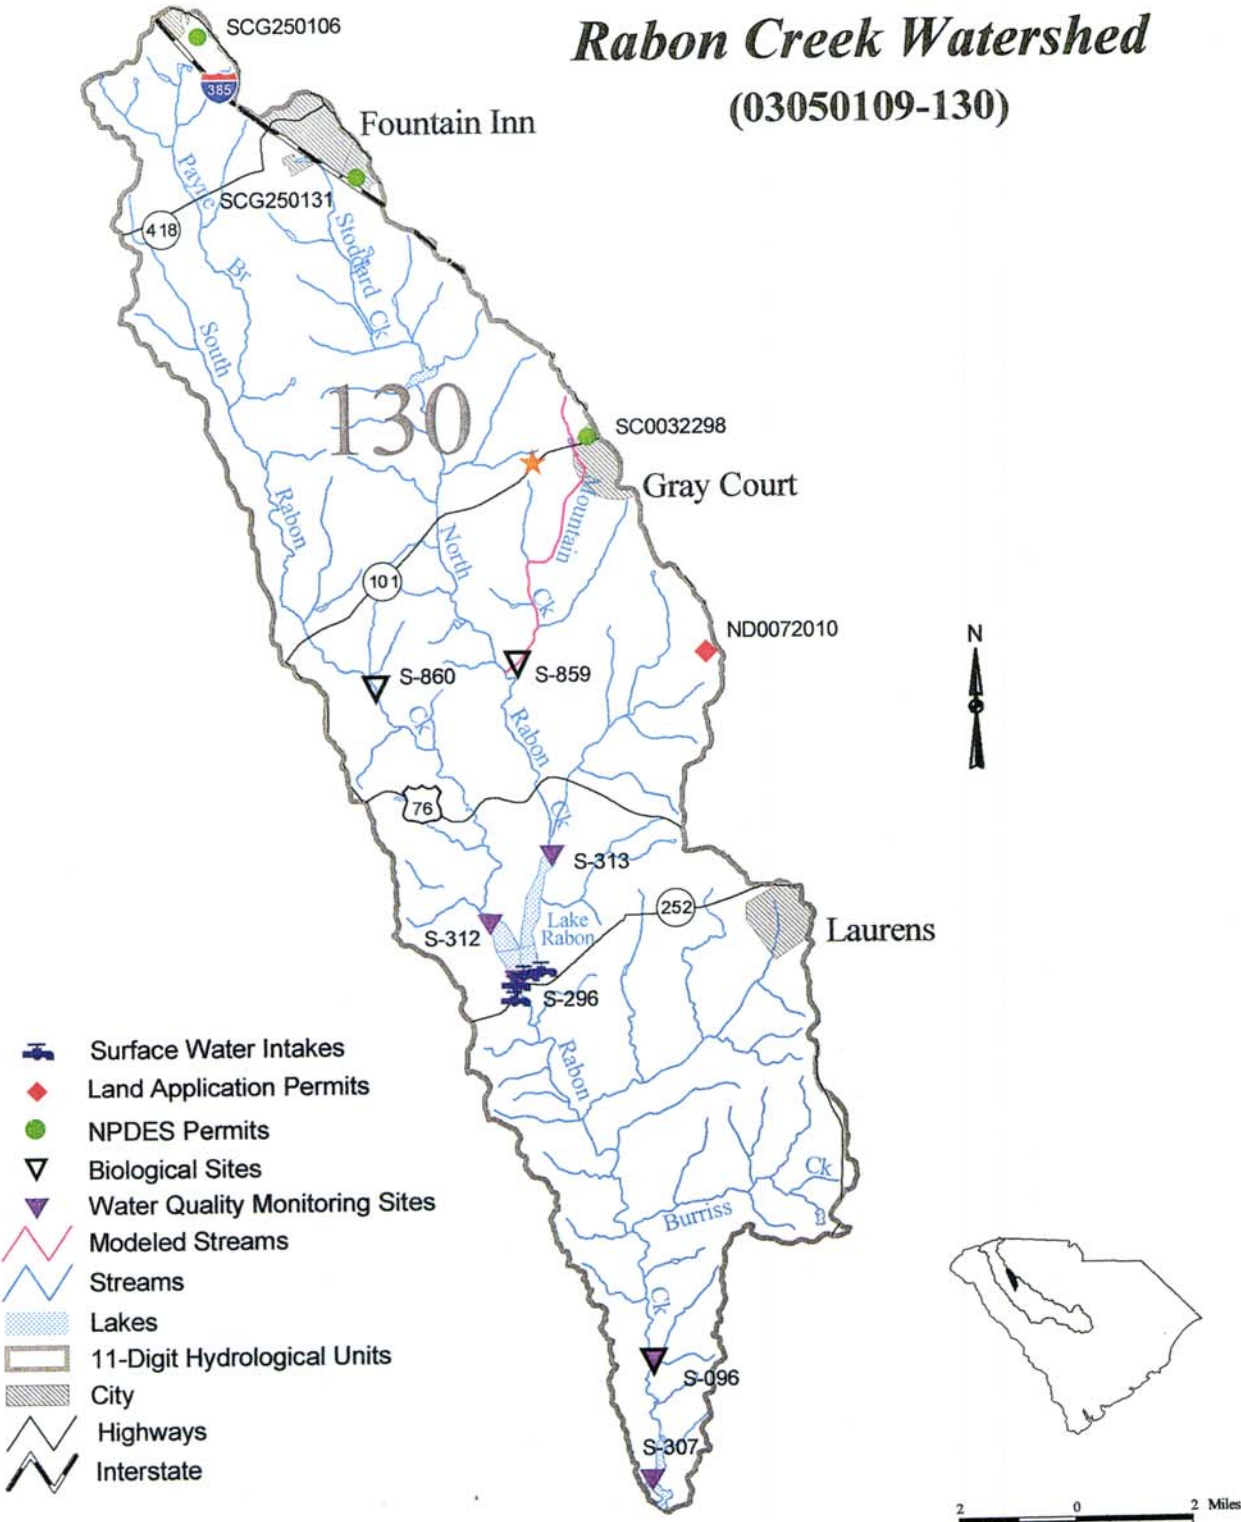 Rabon Creek Watershed
(03050109-130)
SCG250106
385
Fountain Inn
SCG250131
418
Payne
Br
Stoddard
Ck
South
130
SC0032298
Gray Court
Mountain
Rabon
North
101
Ck
ND0072010
N
S-860
S-859
Ck
Rabon
76
Ck
S-313
252
Lake
Rabon
Laurens
S-312
S-296
Rabon
Ck
Burriss
Ck
S-096
S-307
Surface Water Intakes
Land Application Permits
NPDES Permits
Biological Sites
Water Quality Monitoring Sites
Modeled Streams
Streams
Lakes
11-Digit Hydrological Units
City
Highways
Interstate
2 0 2 Miles